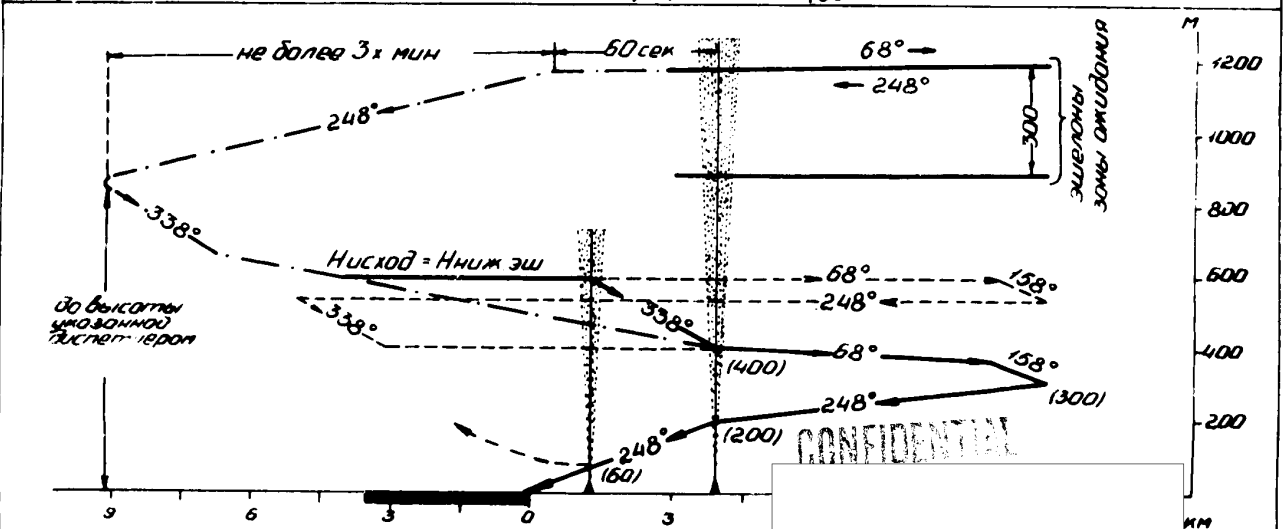 не более 3х мин
60 сек
68°
248°
м
1200
300
эшелоны
зоны ожидания
248°
1000
800
338°
Нисход = Нниж эш
68°
158°
600
248°
338°
338°
до высоты
указанной
400
(400)
68°
158°
(300)
248°
200
(200)
CONFIDENTIAL
248°
(60)
9
6
3
0
3
км